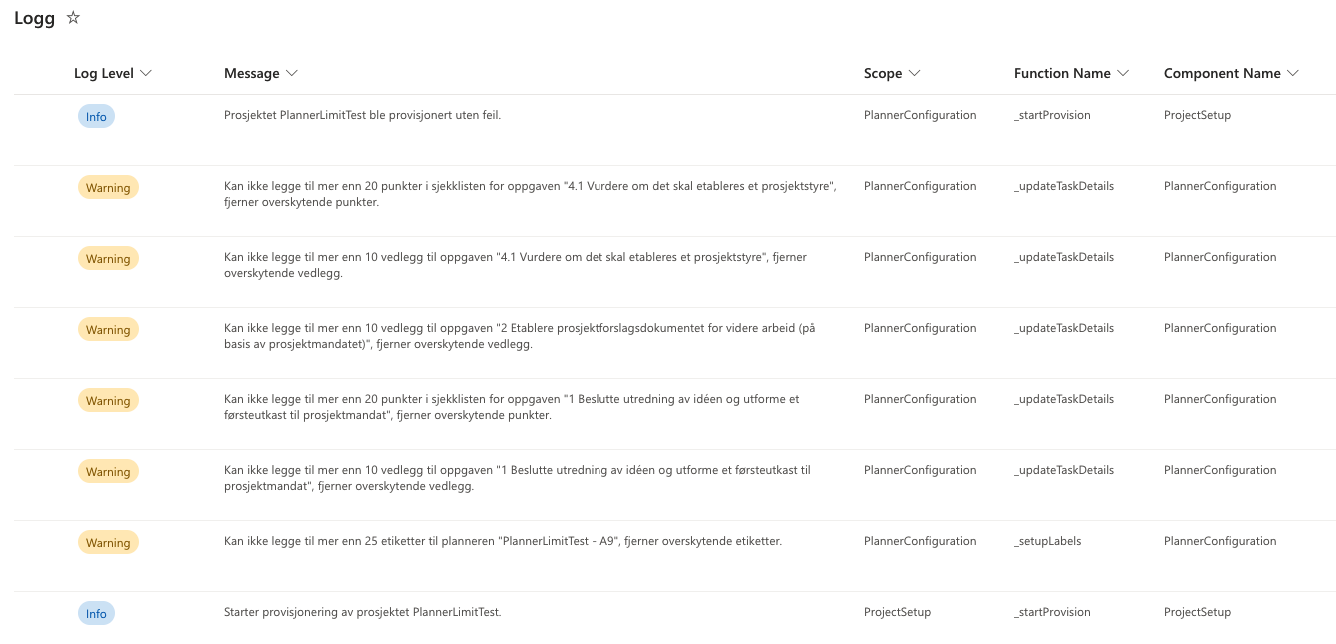 Logg
Log Level Message Scope Function Name Component Name
Info Prosjektet PlannerLimitTest ble provisjonert uten feil. PlannerConfiguration _startProvision ProjectSetup
Warning Kan ikke legge til mer enn 20 punkter i sjekklisten for oppgaven "4.1 Vurdere om det skal etableres et prosjektstyre", PlannerConfiguration _updateTaskDetails PlannerConfiguration
fjerner overskytende punkter.
Warning Kan ikke legge til mer enn 10 vedlegg til oppgaven "4.1 Vurdere om det skal etableres et prosjektstyre", fjerner PlannerConfiguration _updateTaskDetails PlannerConfiguration
overskytende vedlegg.
Warning Kan ikke legge til mer enn 10 vedlegg til oppgaven "2 Etablere prosjektforslagsdokumentet for videre arbeid (på PlannerConfiguration _updateTaskDetails PlannerConfiguration
basis av prosjektmandatet)", fjerner overskytende vedlegg.
Warning Kan ikke legge til mer enn 20 punkter i sjekklisten for oppgaven "1 Beslutte utredning av idéen og utforme et PlannerConfiguration _updateTaskDetails PlannerConfiguration
førsteutkast til prosjektmandat", fjerner overskytende punkter.
Warning Kan ikke legge til mer enn 10 vedlegg til oppgaven "1 Beslutte utredning av idéen og utforme et førsteutkast til PlannerConfiguration _updateTaskDetails PlannerConfiguration
prosjektmandat", fjerner overskytende vedlegg.
Warning Kan ikke legge til mer enn 25 etiketter til planneren "PlannerLimitTest - A9", fjerner overskytende etiketter. PlannerConfiguration _setupLabels PlannerConfiguration
Info Starter provisjonering av prosjektet PlannerLimitTest. ProjectSetup _startProvision ProjectSetup